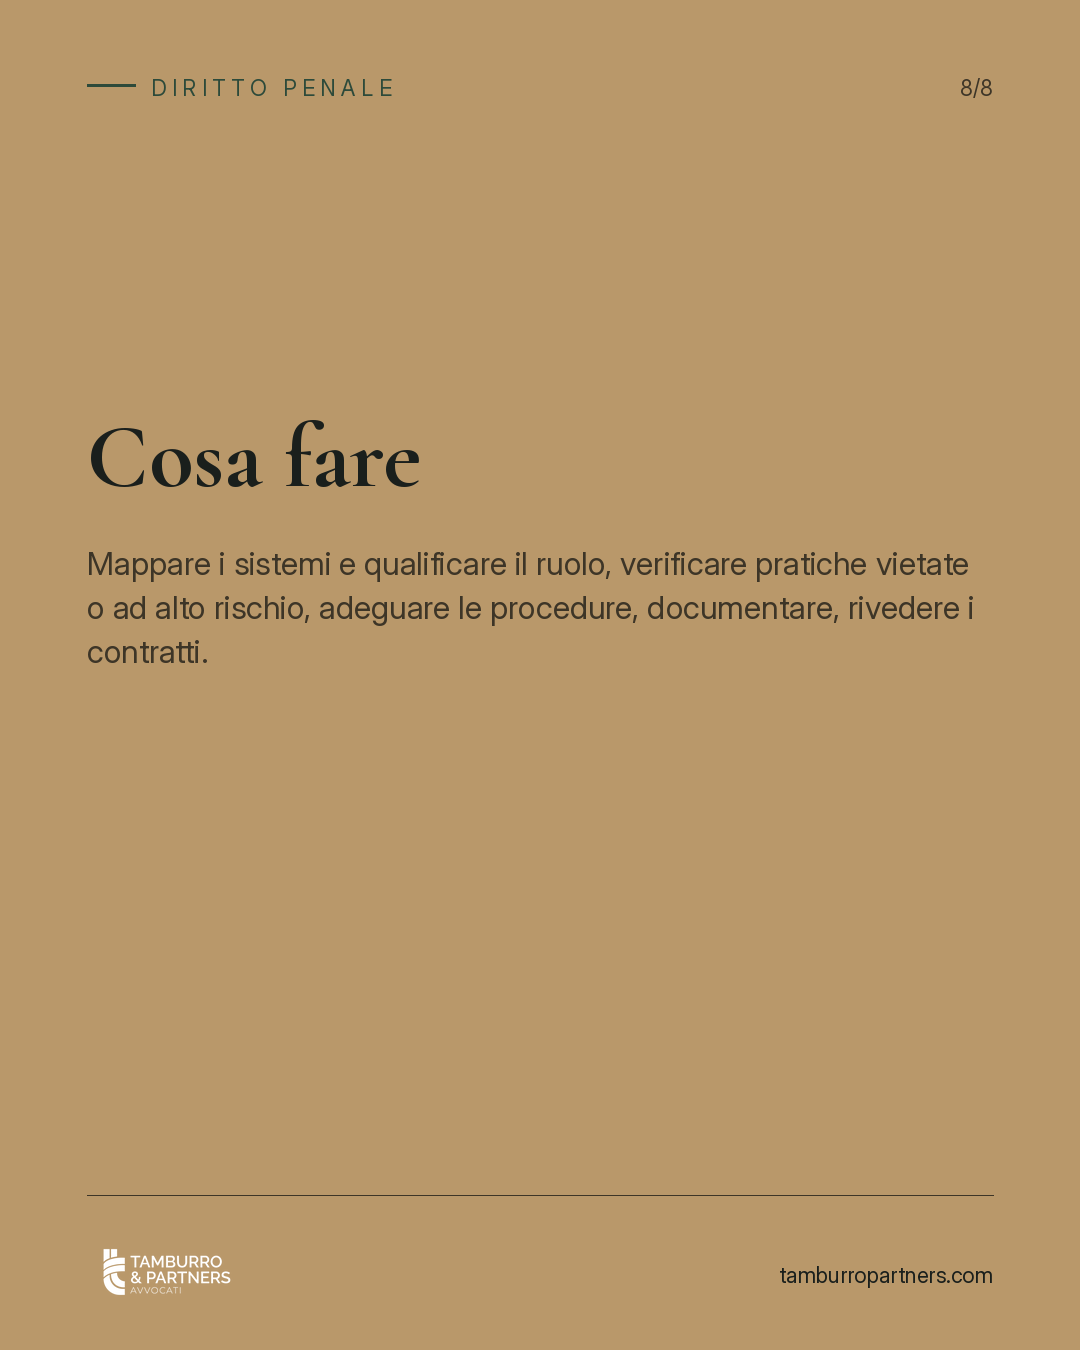 DIRITTO PENALE
8/8
Cosa fare
Mappare i sistemi e qualificare il ruolo, verificare pratiche vietate
o ad alto rischio, adeguare le procedure, documentare, rivedere i
contratti.
TAMBURRO
& PARTNERS
AVVOCATI
tamburropartners.com